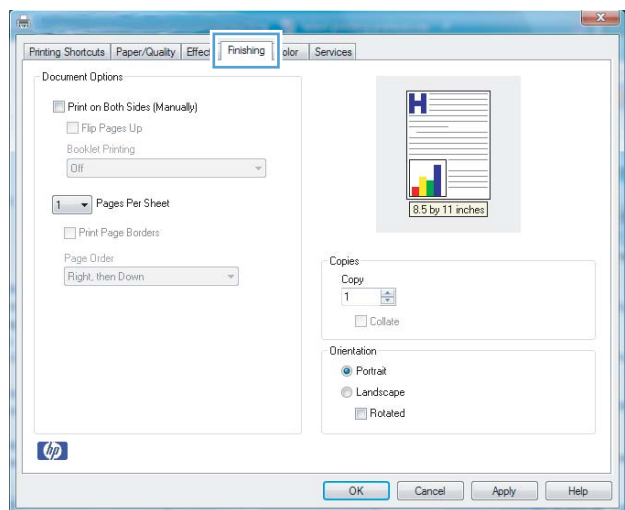 Printing Shortcuts Paper/Quality Effec Finishing olor Services
Document Options
Print on Both Sides (Manually)
Flip Pages Up
Booklet Printing
Off
1 Pages Per Sheet
Print Page Borders
Page Order
Right, then Down
H
8.5 by 11 inches
Copies
Copy
1
Collate
Orientation
Portrait
Landscape
Rotated
hp
OK Cancel Apply Help